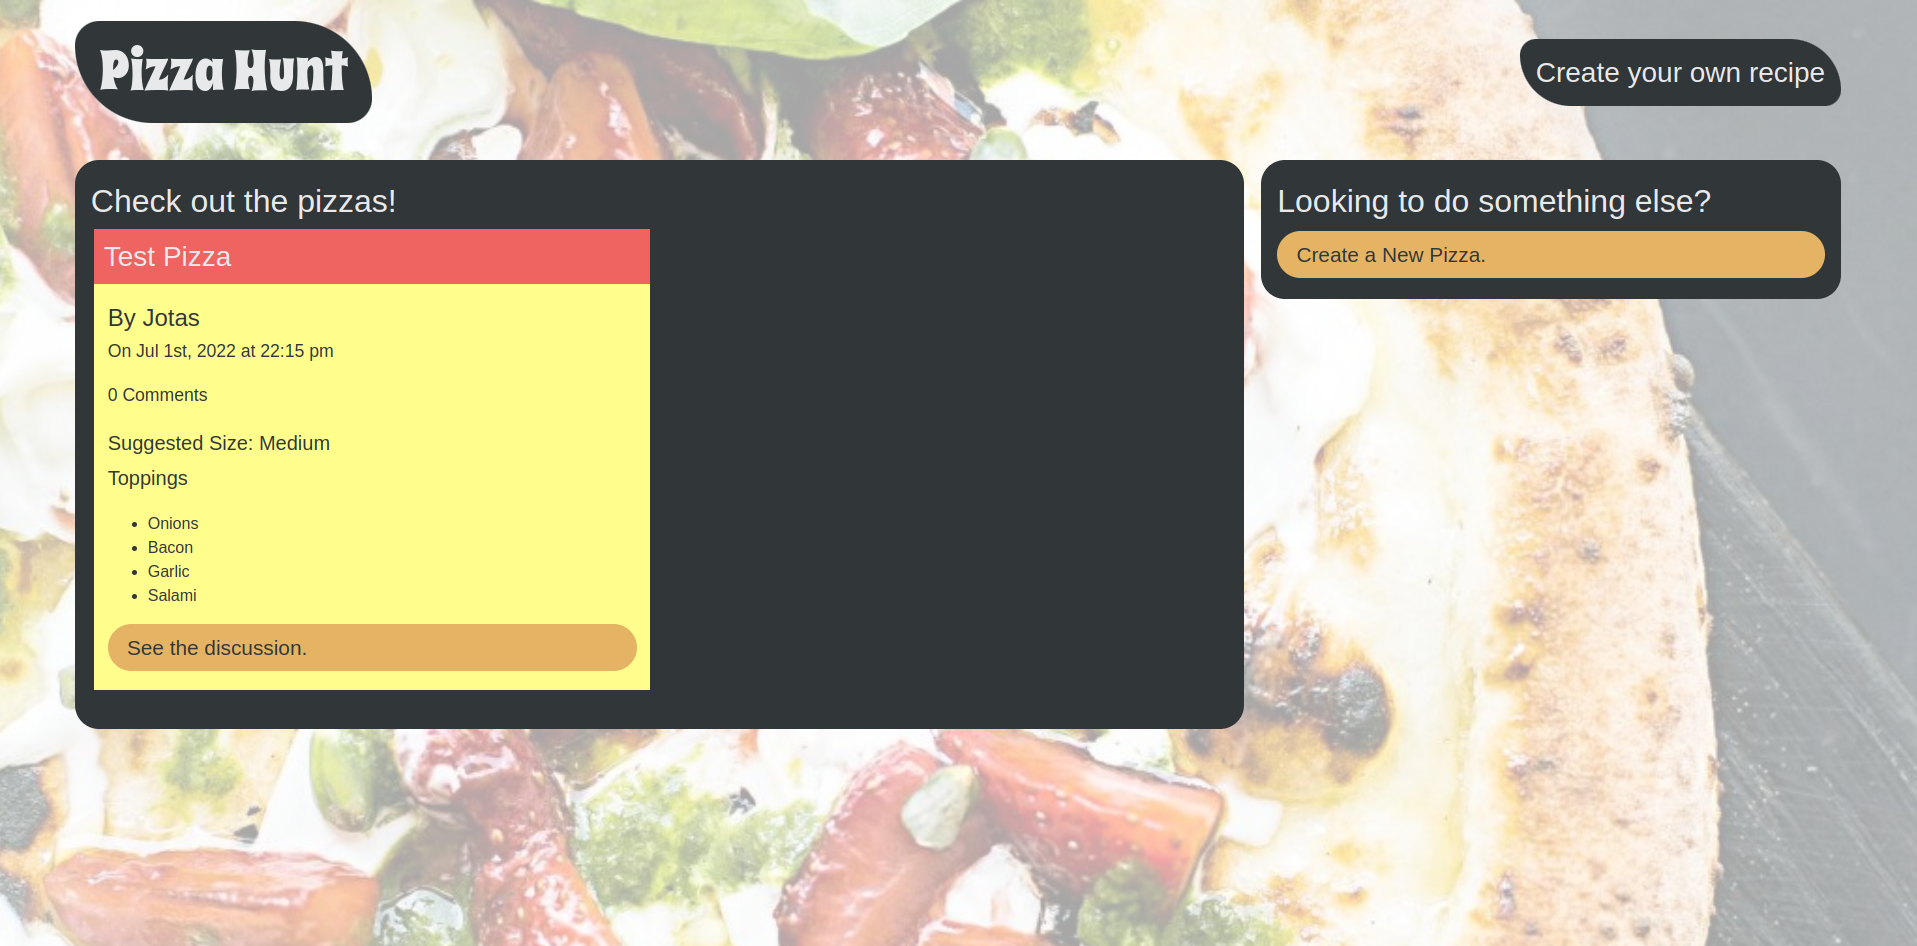 Pizza Hunt
Create your own recipe
Check out the pizzas!
Test Pizza
By Jotas
On Jul 1st, 2022 at 22:15 pm
0 Comments
Suggested Size: Medium
Toppings
Onions
Bacon
Garlic
Salami
See the discussion.
Looking to do something else?
Create a New Pizza.